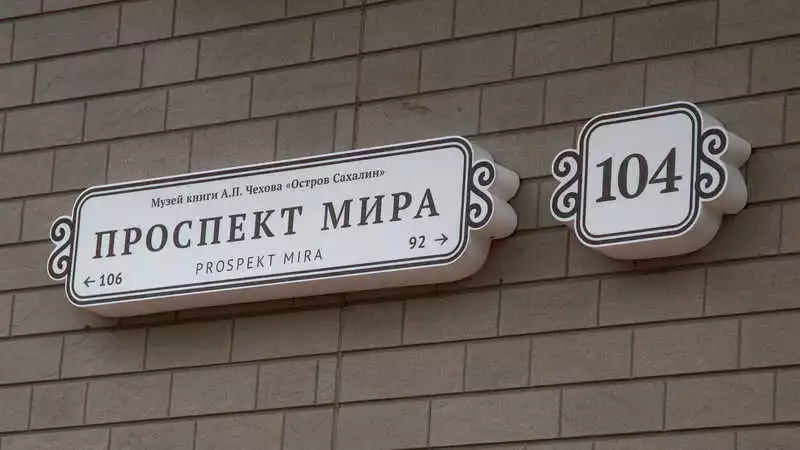 Музей книги А.П. Чехова «Остров Сахалин»
ПРОСПЕКТ МИРА
PROSPEKT MIRA
← 106
92 →
104